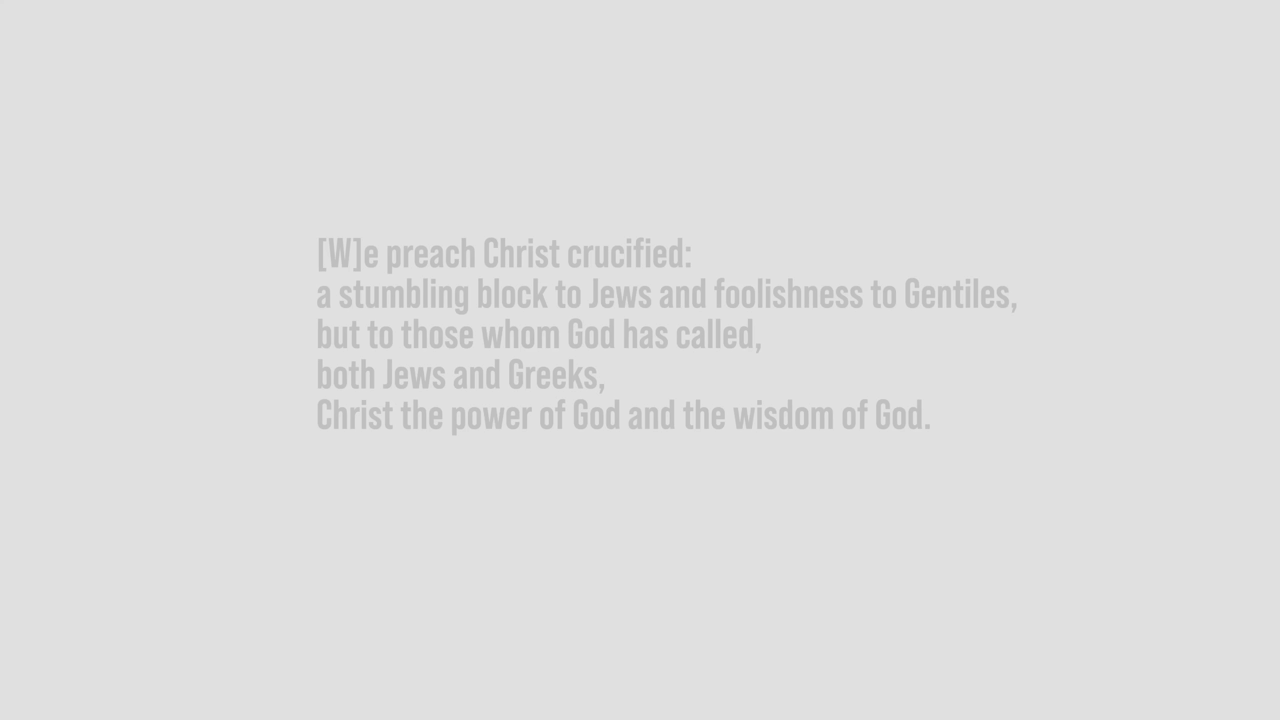 [W]e preach Christ crucified:
a stumbling block to Jews and foolishness to Gentiles,
but to those whom God has called,
both Jews and Greeks,
Christ the power of God and the wisdom of God.